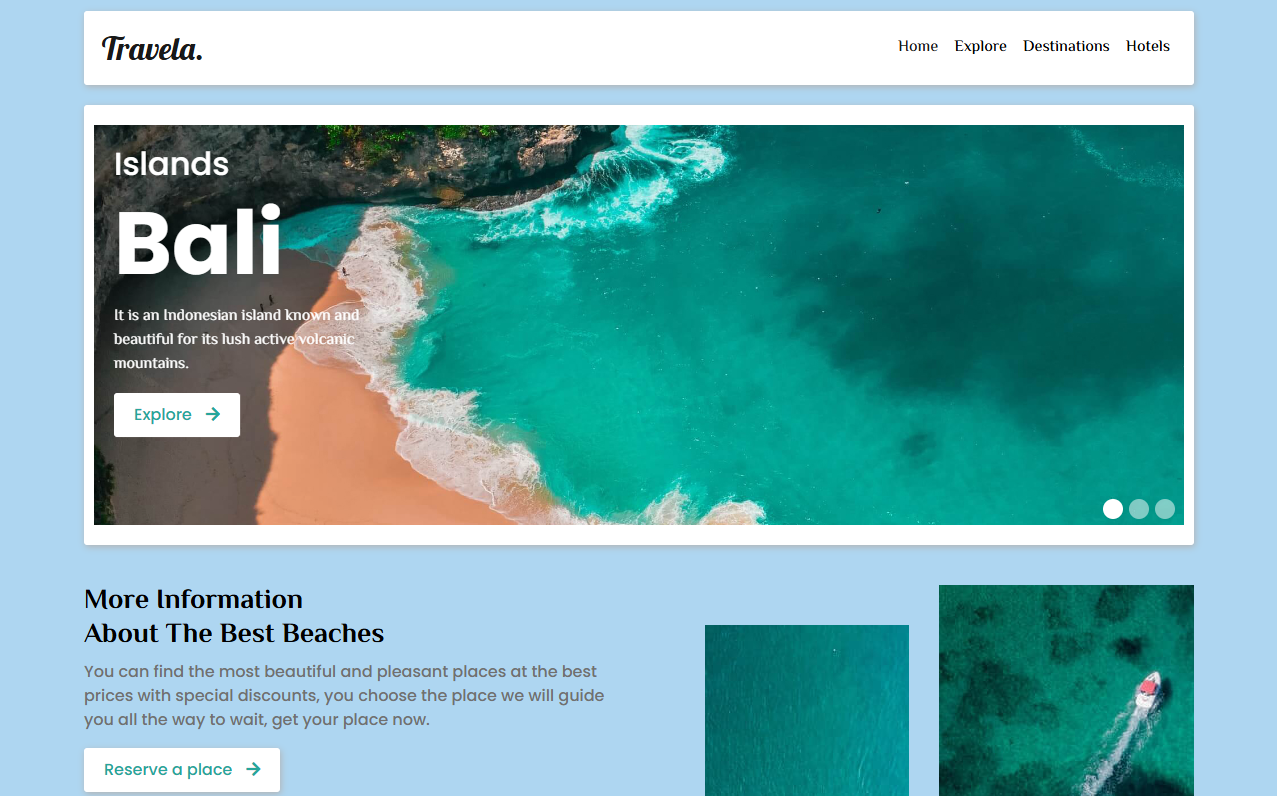 Travela.
Home Explore Destinations Hotels
Islands
Bali
It is an Indonesian island known and
beautiful for its lush active volcanic
mountains.
Explore
More Information
About The Best Beaches
You can find the most beautiful and pleasant places at the best
prices with special discounts, you choose the place we will guide
you all the way to wait, get your place now.
Reserve a place